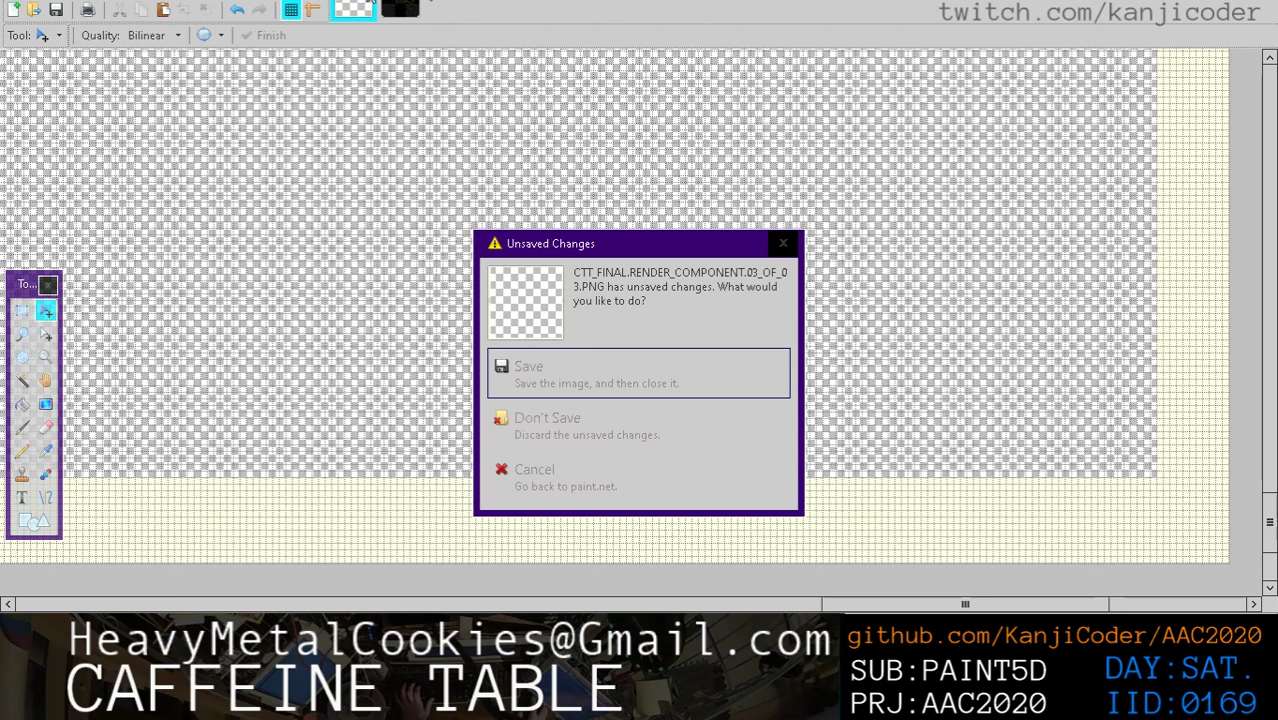 twitch.com/kanjicoder
Tool: Quality: Bilinear Finish
Unsaved Changes
CTT_FINAL.RENDER_COMPONENT.03_OF_0
3.PNG has unsaved changes. What would
you like to do?
To...
Save
Save the image, and then close it.
Don't Save
Discard the unsaved changes.
Cancel
Go back to paint.net.
HeavyMetalCookies@Gmail.com
CAFFEINE TABLE
github.com/KanjiCoder/AAC2020
SUB:PAINT5D DAY:SAT.
PRJ:AAC2020 IID:0169